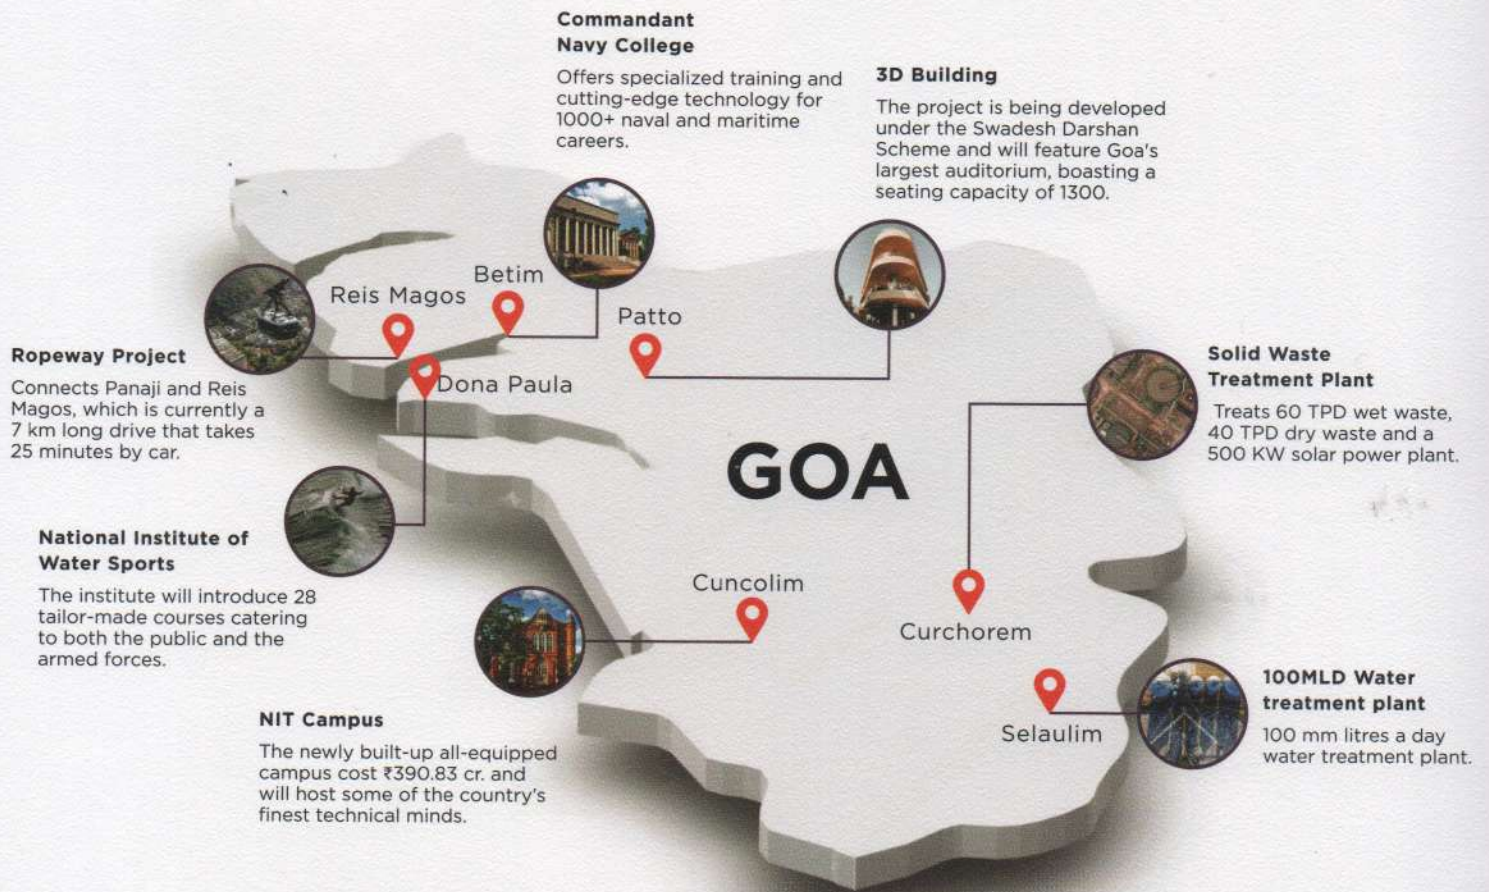 Commandant
Navy College
Offers specialized training and
cutting-edge technology for
1000+ naval and maritime
careers.
3D Building
The project is being developed
under the Swadesh Darshan
Scheme and will feature Goa's
largest auditorium, boasting a
seating capacity of 1300.
Betim
Reis Magos
Patto
Dona Paula
Ropeway Project
Connects Panaji and Reis
Magos, which is currently a
7 km long drive that takes
25 minutes by car.
Solid Waste
Treatment Plant
Treats 60 TPD wet waste,
40 TPD dry waste and a
500 KW solar power plant.
GOA
National Institute of
Water Sports
The institute will introduce 28
tailor-made courses catering
to both the public and the
armed forces.
Cuncolim
Curchorem
NIT Campus
The newly built-up all-equipped
campus cost ₹390.83 cr. and
will host some of the country's
finest technical minds.
Selaulim
100MLD Water
treatment plant
100 mm litres a day
water treatment plant.